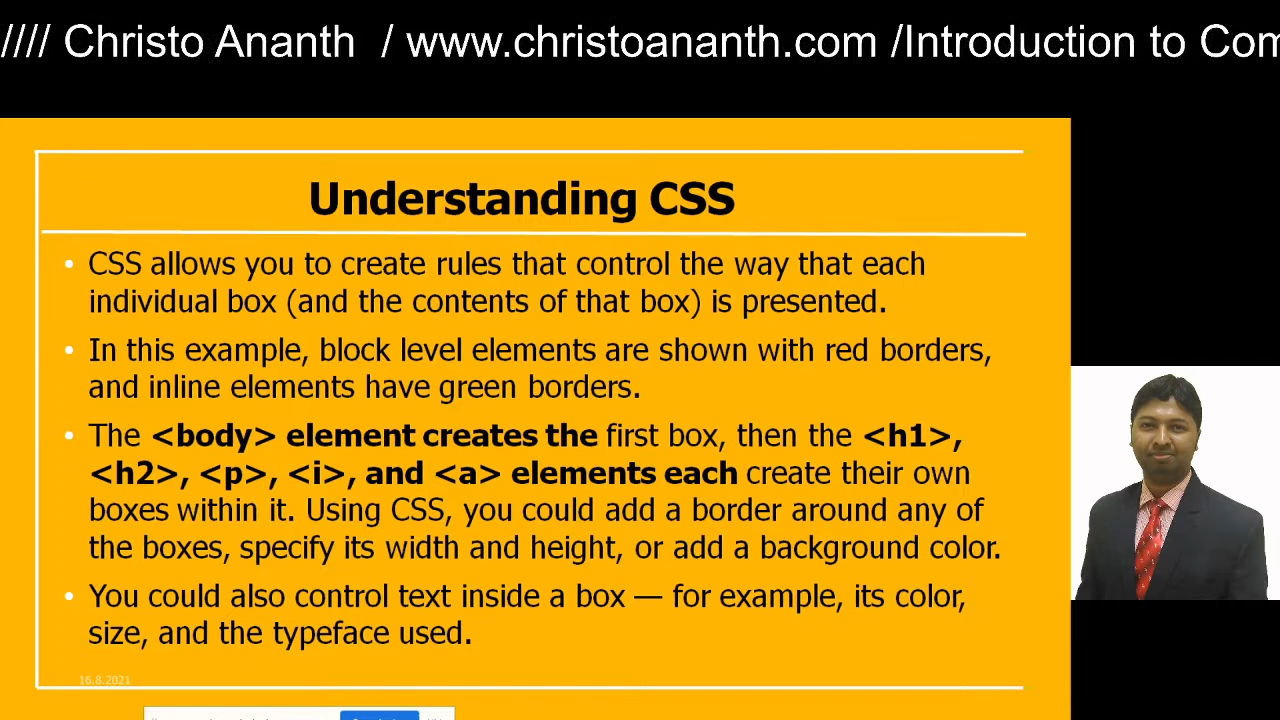 //// Christo Ananth / www.christoananth.com /Introduction to Com
Understanding CSS
• CSS allows you to create rules that control the way that each
individual box (and the contents of that box) is presented.
• In this example, block level elements are shown with red borders,
and inline elements have green borders.
• The <body> element creates the first box, then the <h1>,
<h2>, <p>, <i>, and <a> elements each create their own
boxes within it. Using CSS, you could add a border around any of
the boxes, specify its width and height, or add a background color.
• You could also control text inside a box — for example, its color,
size, and the typeface used.
16.8.2021